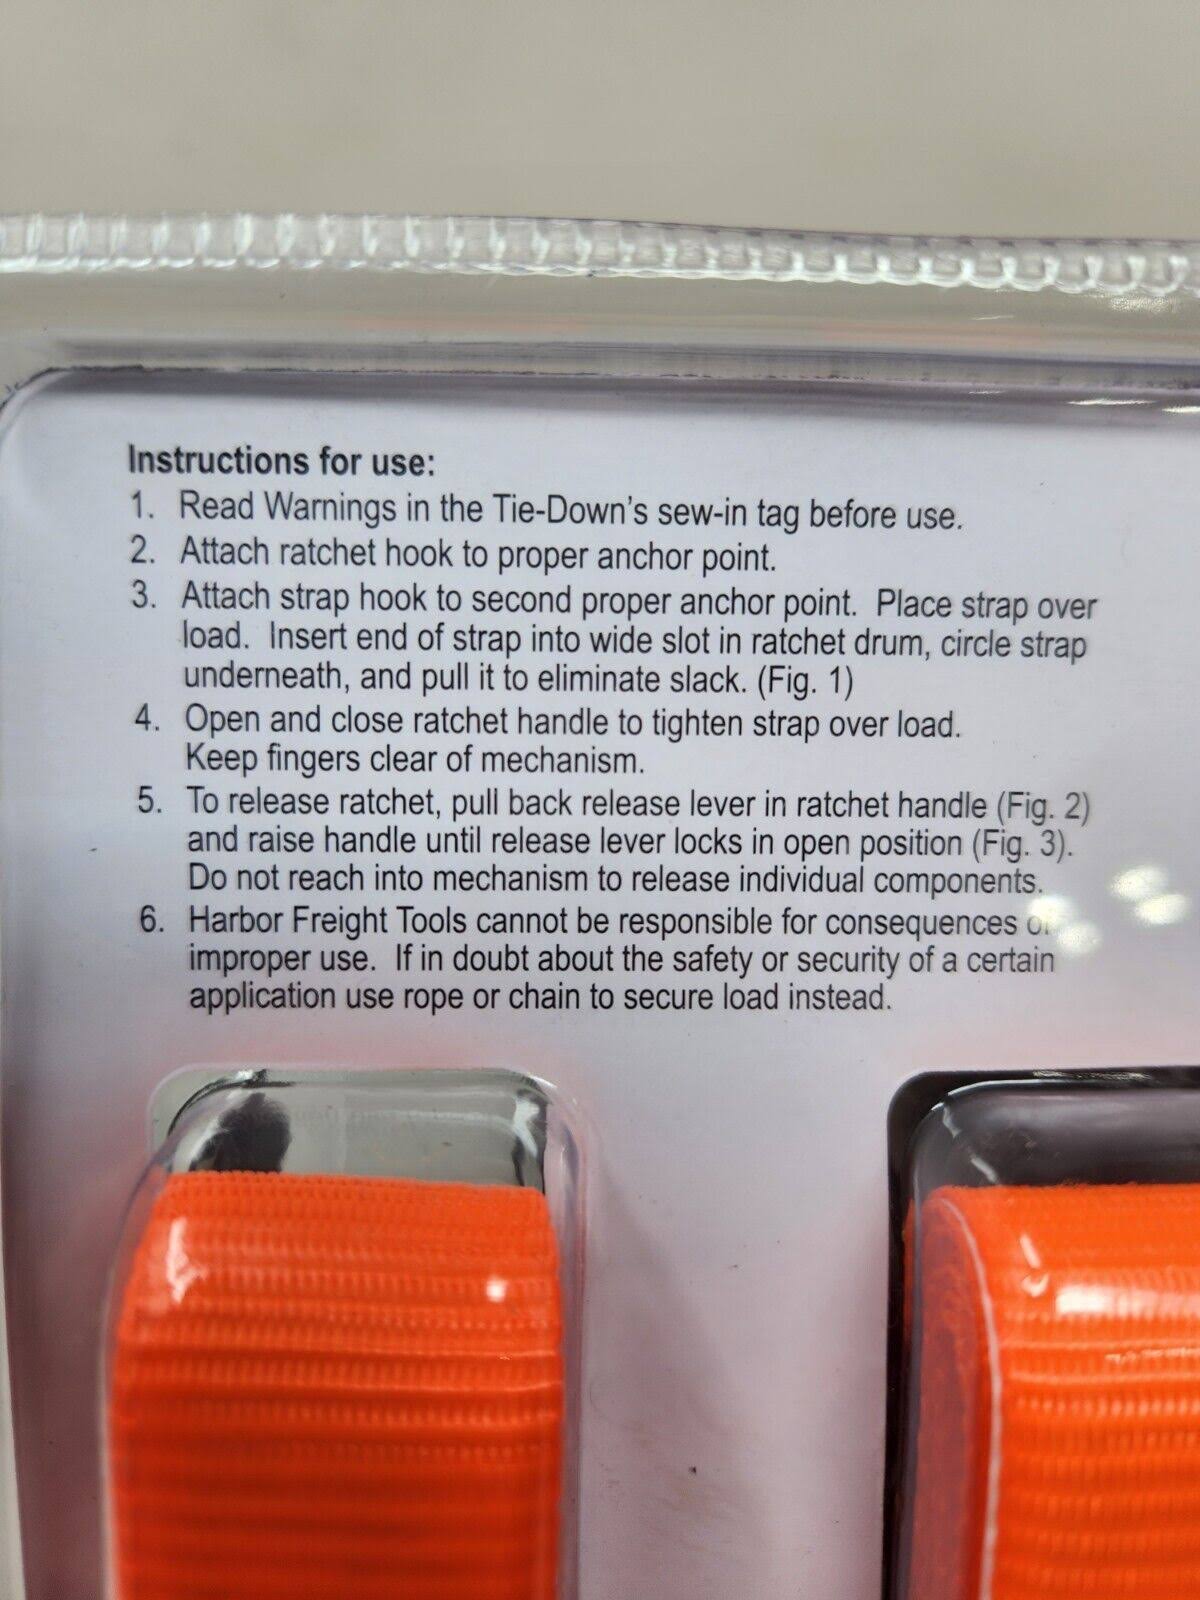 Instructions for use:
1. Read Warnings in the Tie-Down's sew-in tag before use.
2. Attach ratchet hook to proper anchor point.
3. Attach strap hook to second proper anchor point. Place strap over
load. Insert end of strap into wide slot in ratchet drum, circle strap
underneath, and pull it to eliminate slack. (Fig. 1)
4. Open and close ratchet handle to tighten strap over load.
Keep fingers clear of mechanism.
5. To release ratchet, pull back release lever in ratchet handle (Fig. 2)
and raise handle until release lever locks in open position (Fig. 3).
Do not reach into mechanism to release individual components.
6. Harbor Freight Tools cannot be responsible for consequences of
improper use. If in doubt about the safety or security of a certain
application use rope or chain to secure load instead.